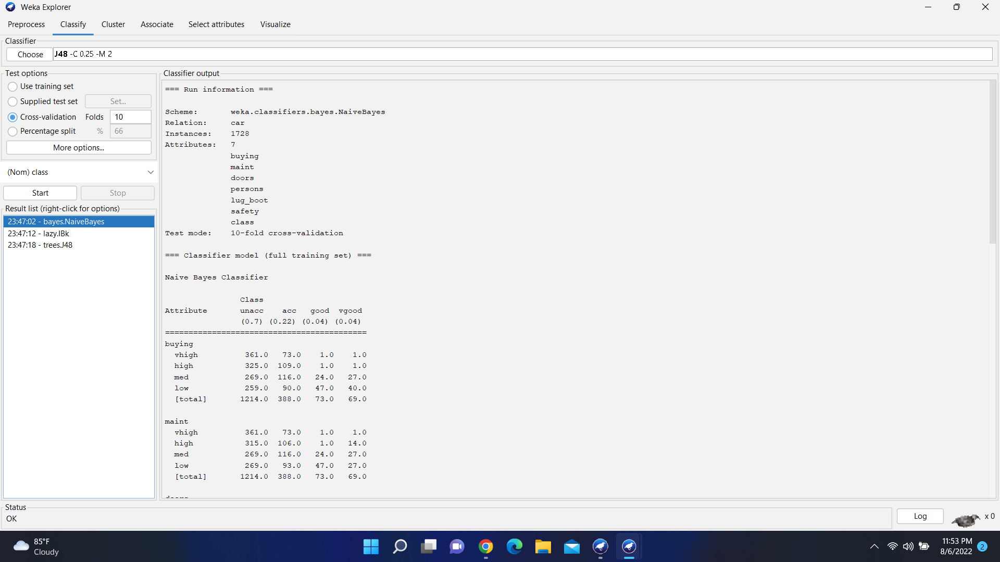 Weka Explorer
Preprocess Classify Cluster Associate Select attributes Visualize
Classifier
Choose J48 -C 0.25 -M 2
Test options
Use training set
Supplied test set Set...
Cross-validation Folds 10
Percentage split % 66
More options...
(Nom) class
Start Stop
Result list (right-click for options)
23:47:02 - bayes.NaiveBayes
23:47:12 - lazy.IBk
23:47:18 - trees.J48
Classifier output
=== Run information ===
Scheme: weka.classifiers.bayes.NaiveBayes
Relation: car
Instances: 1728
Attributes: 7
buying
maint
doors
persons
lug_boot
safety
class
Test mode: 10-fold cross-validation
=== Classifier model (full training set) ===
Naive Bayes Classifier
Class
Attribute unacc acc good vgood
(0.7) (0.22) (0.04) (0.04)
===========================================
buying
vhigh 361.0 73.0 1.0 1.0
high 325.0 109.0 1.0 1.0
med 269.0 116.0 24.0 27.0
low 259.0 90.0 47.0 40.0
[total] 1214.0 388.0 73.0 69.0
maint
vhigh 361.0 73.0 1.0 1.0
high 315.0 106.0 1.0 14.0
med 269.0 116.0 24.0 27.0
low 269.0 93.0 47.0 27.0
[total] 1214.0 388.0 73.0 69.0
Status
OK
Log
x 0
85°F
Cloudy
11:53 PM
8/6/2022
2